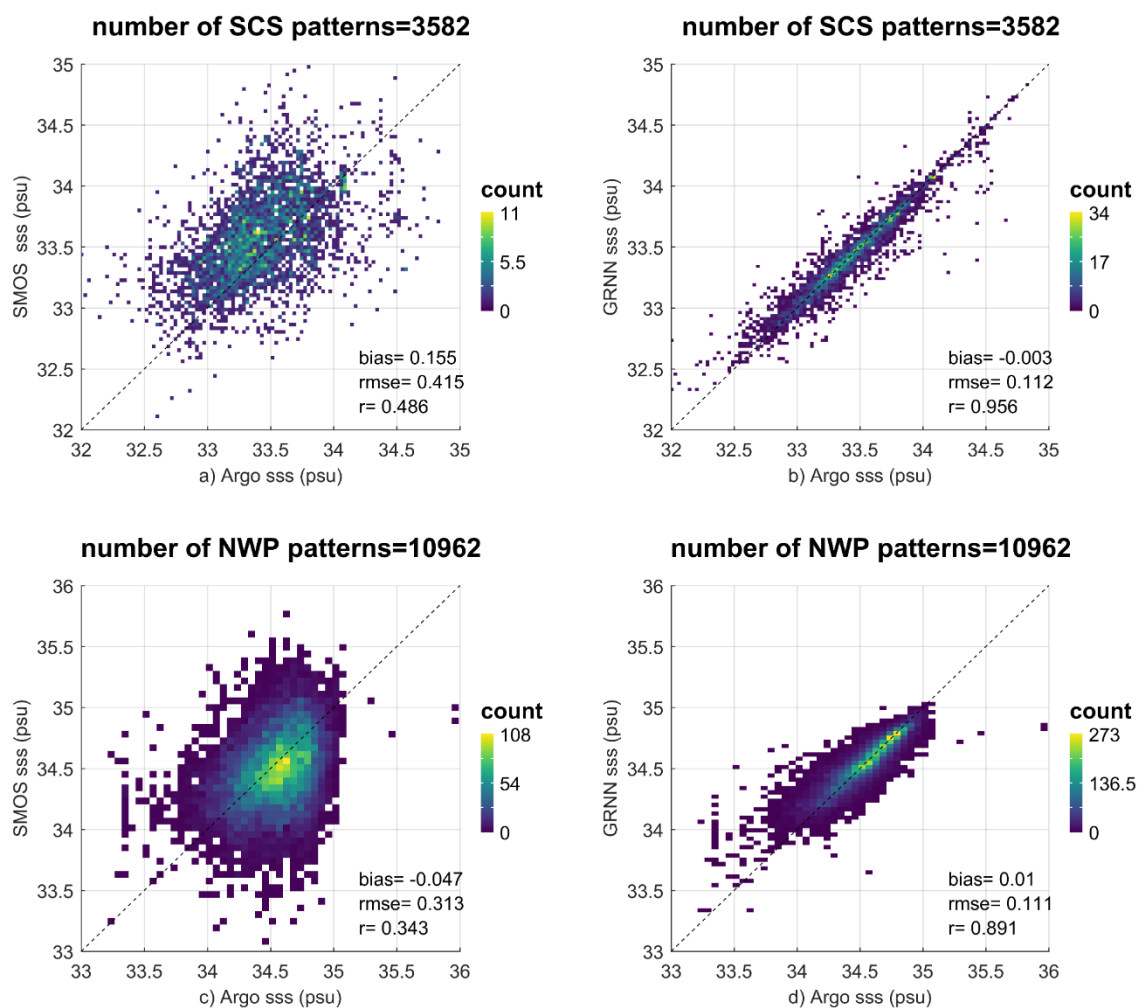 number of SCS patterns=3582
35
34.5
34
33.5
33
32.5
32
32
32.5
33
33.5
34
34.5
35
SMOS sss (psu)
a) Argo sss (psu)
count
11
5.5
0
bias= 0.155
rmse= 0.415
r= 0.486
number of SCS patterns=3582
35
34.5
34
33.5
33
32.5
32
32
32.5
33
33.5
34
34.5
35
GRNN sss (psu)
b) Argo sss (psu)
count
34
17
0
bias= -0.003
rmse= 0.112
r= 0.956
number of NWP patterns=10962
36
35.5
35
34.5
34
33.5
33
33
33.5
34
34.5
35
35.5
36
SMOS sss (psu)
c) Argo sss (psu)
count
108
54
0
bias= -0.047
rmse= 0.313
r= 0.343
number of NWP patterns=10962
36
35.5
35
34.5
34
33.5
33
33
33.5
34
34.5
35
35.5
36
GRNN sss (psu)
d) Argo sss (psu)
count
273
136.5
0
bias= 0.01
rmse= 0.111
r= 0.891